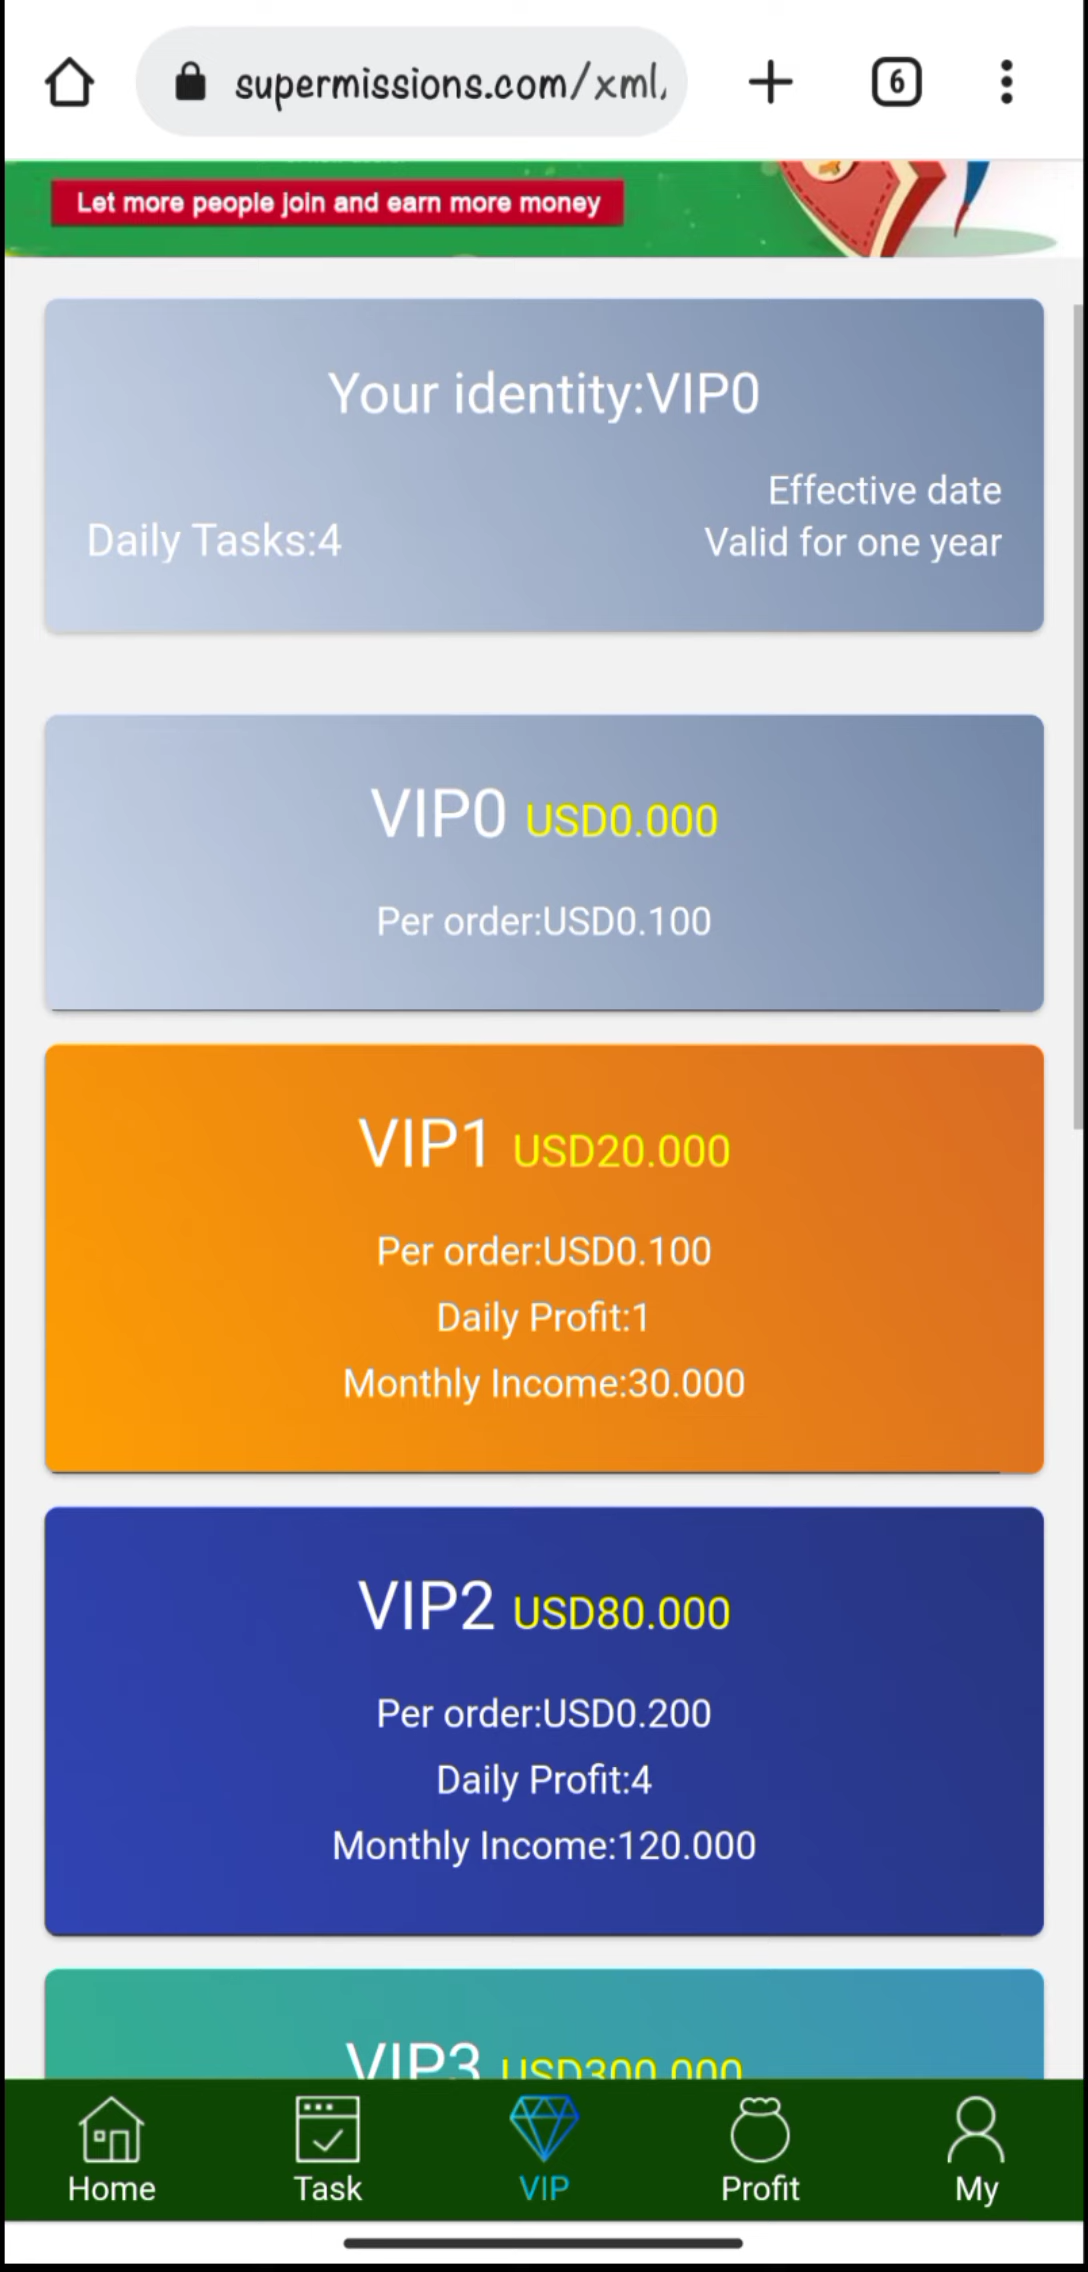 supermissions.com/xml
6
Let more people join and earn more money
Your identity:VIP0
Effective date
Daily Tasks:4
Valid for one year
VIP0 USD0.000
Per order:USD0.100
VIP1 USD20.000
Per order:USD0.100
Daily Profit:1
Monthly Income:30.000
VIP2 USD80.000
Per order:USD0.200
Daily Profit:4
Monthly Income:120.000
VIP3 USD300.000
Home
Task
VIP
Profit
My